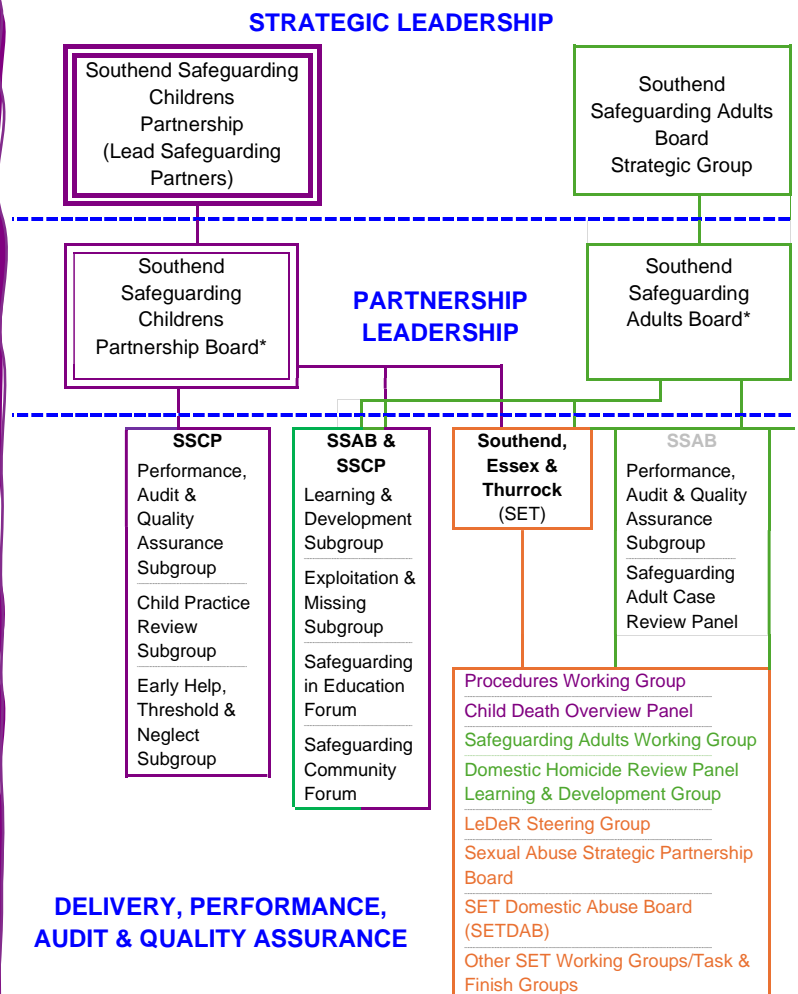 STRATEGIC LEADERSHIP
Southend Safeguarding
Childrens
Partnership
(Lead Safeguarding
Partners)
Southend
Safeguarding Adults
Board
Strategic Group
Southend
Safeguarding
Childrens
Partnership Board*
PARTNERSHIP
LEADERSHIP
Southend
Safeguarding
Adults Board*
SSCP
Performance,
Audit &
Quality
Assurance
Subgroup
Child Practice
Review
Subgroup
Early Help,
Threshold &
Neglect
Subgroup
SSAB &
SSCP
Learning &
Development
Subgroup
Exploitation &
Missing
Subgroup
Safeguarding
in Education
Forum
Safeguarding
Community
Forum
Southend,
Essex &
Thurrock
(SET)
SSAB
Performance,
Audit & Quality
Assurance
Subgroup
Safeguarding
Adult Case
Review Panel
Procedures Working Group
Child Death Overview Panel
Safeguarding Adults Working Group
Domestic Homicide Review Panel
Learning & Development Group
LeDeR Steering Group
Sexual Abuse Strategic Partnership
Board
SET Domestic Abuse Board
(SETDAB)
Other SET Working Groups/Task &
Finish Groups
DELIVERY, PERFORMANCE,
AUDIT & QUALITY ASSURANCE